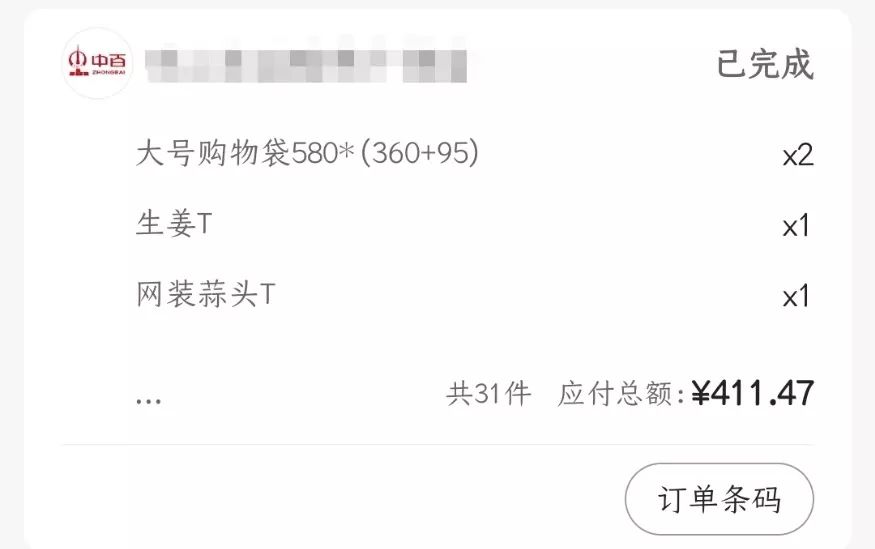 中百
ZHONGBAI
已完成
大号购物袋580*(360+95)
x2
生姜T
x1
网装蒜头T
x1
...
共31件 应付总额:¥411.47
订单条码